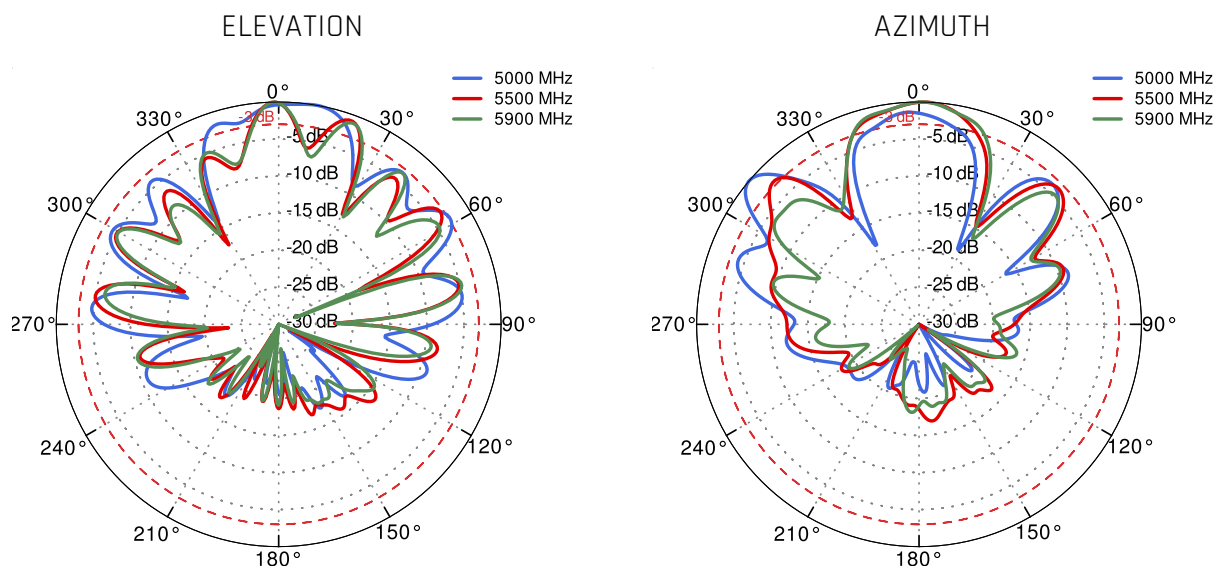 ELEVATION
5000 MHz
5500 MHz
5900 MHz
0°
30°
60°
90°
120°
150°
180°
210°
240°
270°
300°
330°
-3 dB
-5 dB
-10 dB
-15 dB
-20 dB
-25 dB
-30 dB
AZIMUTH
5000 MHz
5500 MHz
5900 MHz
0°
30°
60°
90°
120°
150°
180°
210°
240°
270°
300°
330°
-3 dB
-5 dB
-10 dB
-15 dB
-20 dB
-25 dB
-30 dB